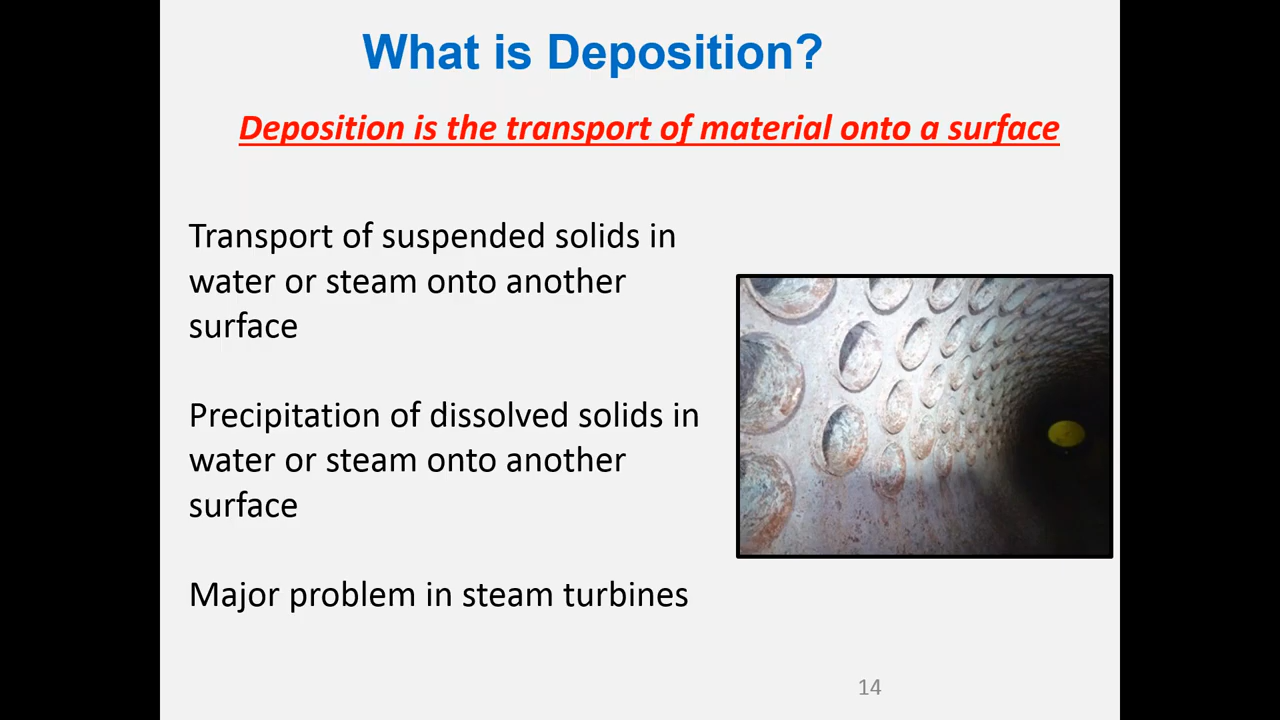 What is Deposition?
Deposition is the transport of material onto a surface
Transport of suspended solids in
water or steam onto another
surface
Precipitation of dissolved solids in
water or steam onto another
surface
Major problem in steam turbines
14